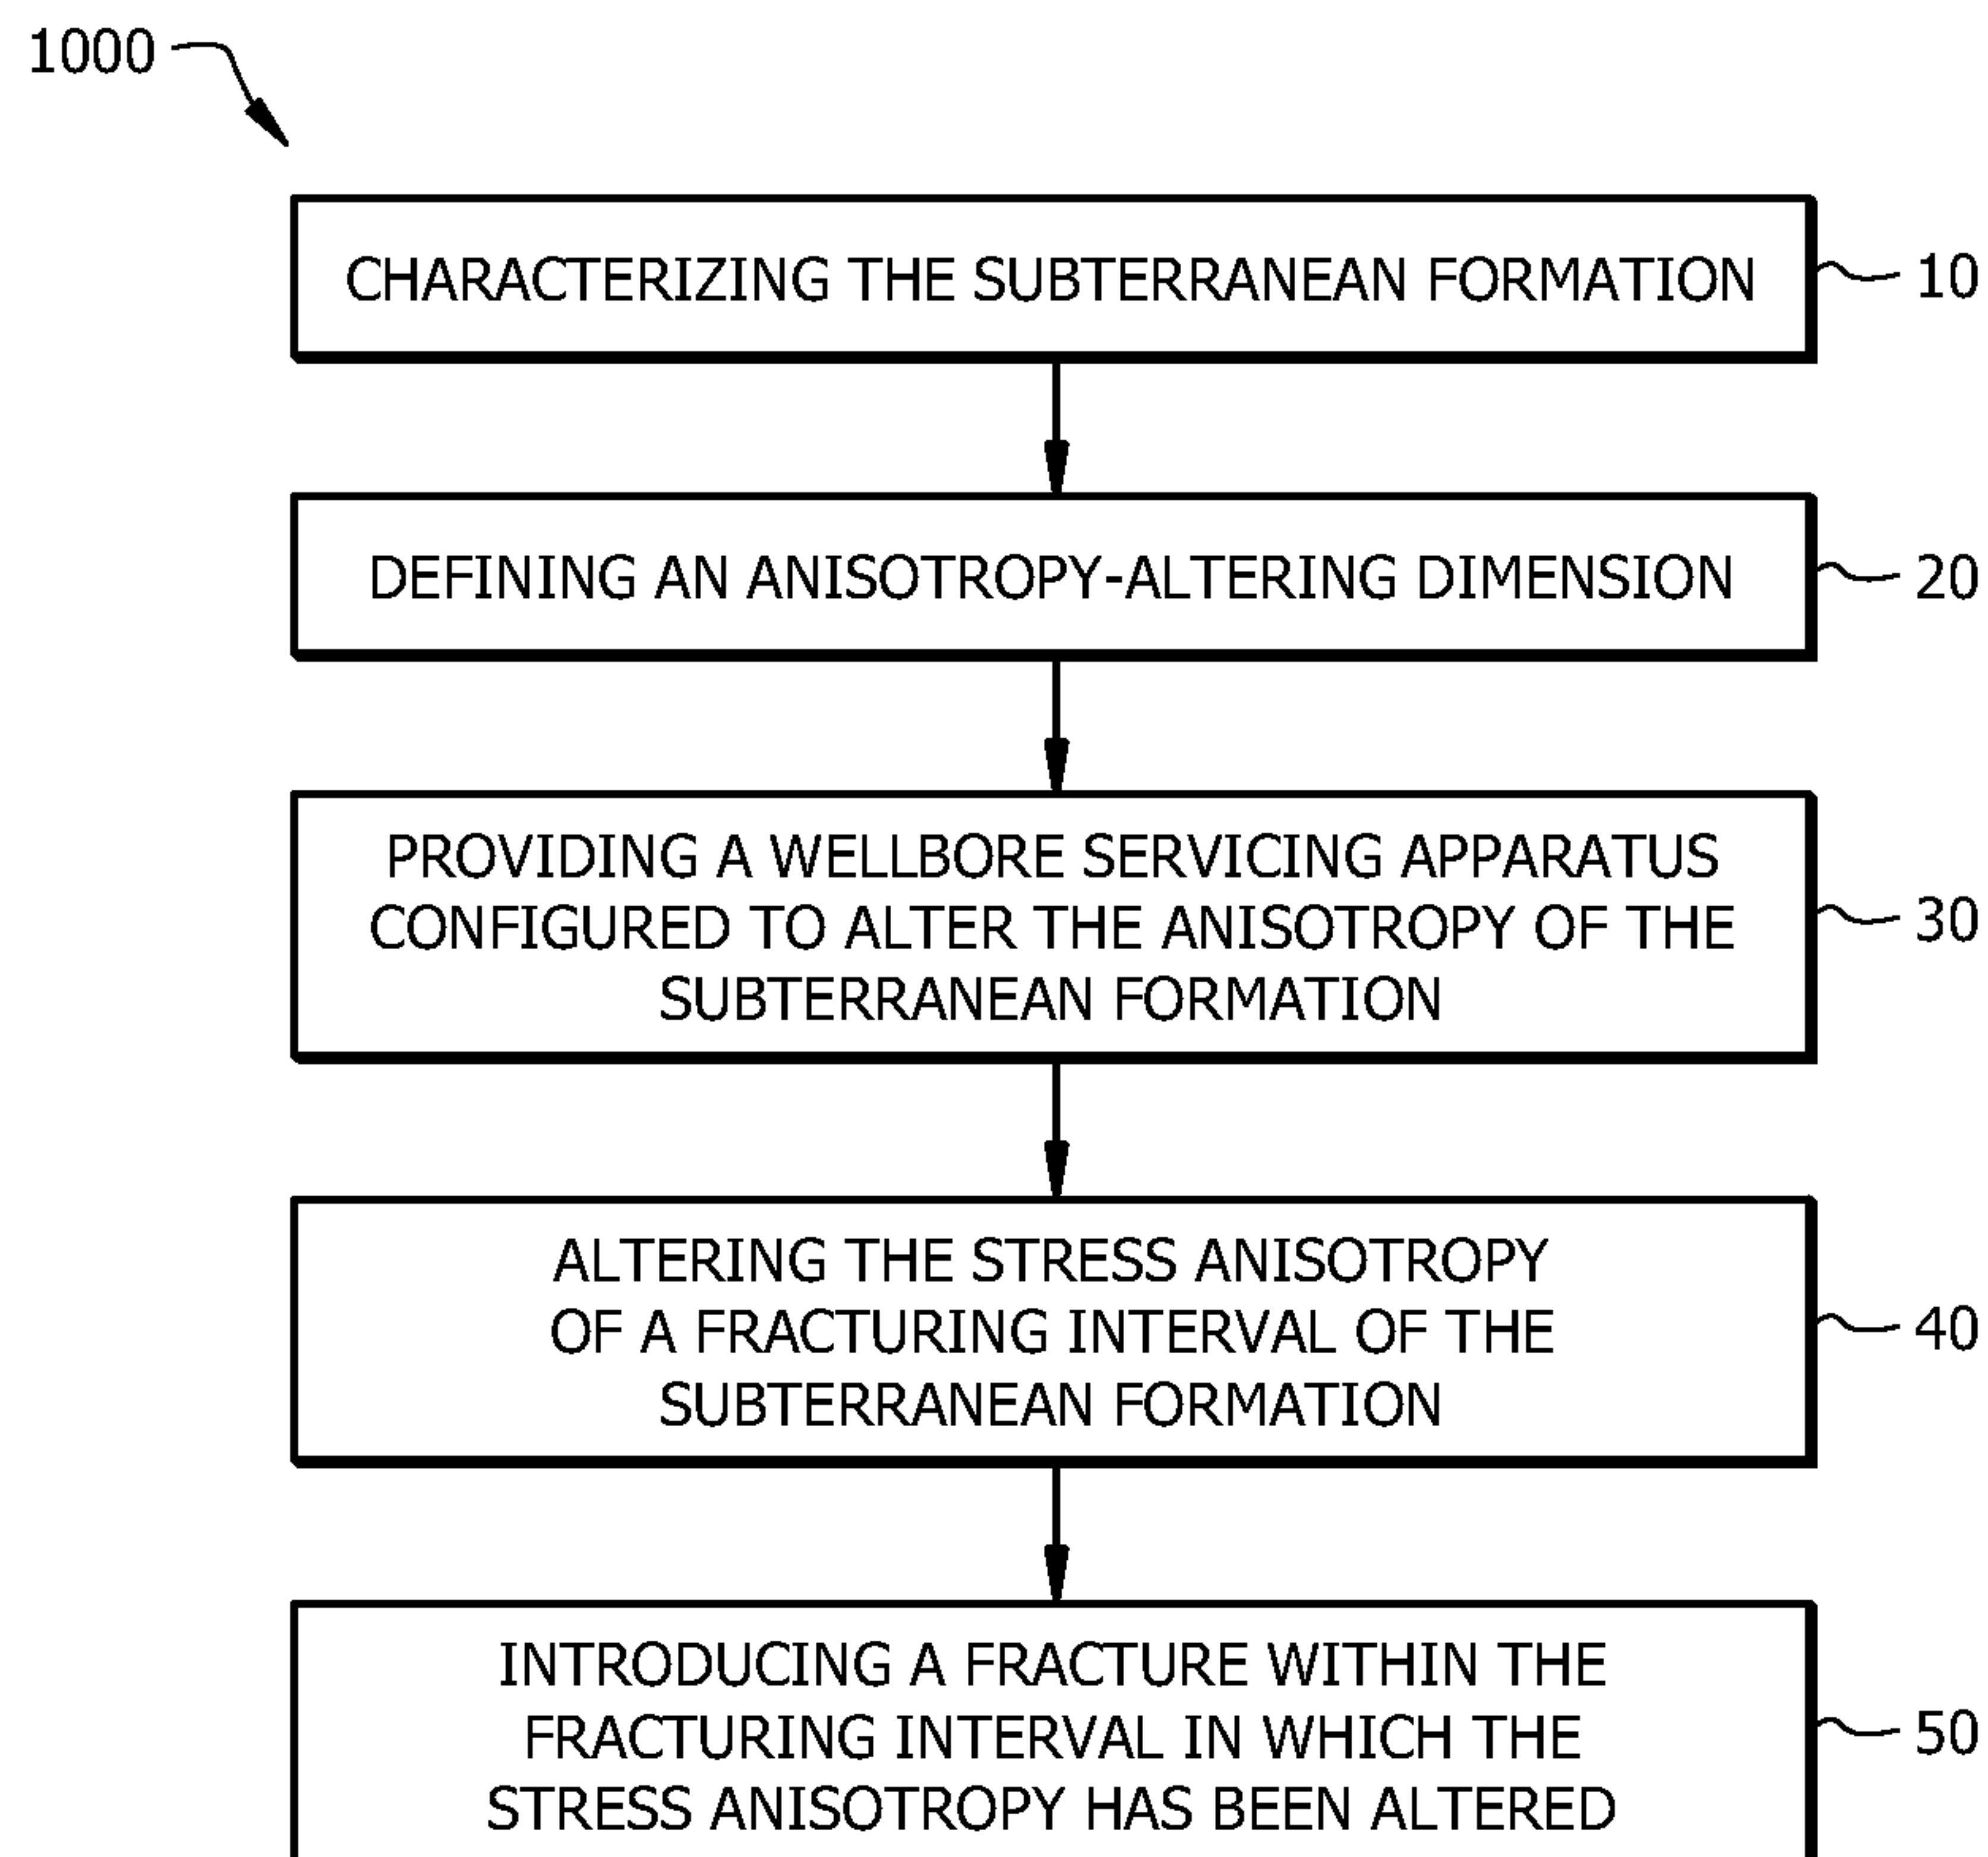 1000
CHARACTERIZING THE SUBTERRANEAN FORMATION
10
DEFINING AN ANISOTROPY-ALTERING DIMENSION
20
PROVIDING A WELLBORE SERVICING APPARATUS
CONFIGURED TO ALTER THE ANISOTROPY OF THE
SUBTERRANEAN FORMATION
30
ALTERING THE STRESS ANISOTROPY
OF A FRACTURING INTERVAL OF THE
SUBTERRANEAN FORMATION
40
INTRODUCING A FRACTURE WITHIN THE
FRACTURING INTERVAL IN WHICH THE
STRESS ANISOTROPY HAS BEEN ALTERED
50